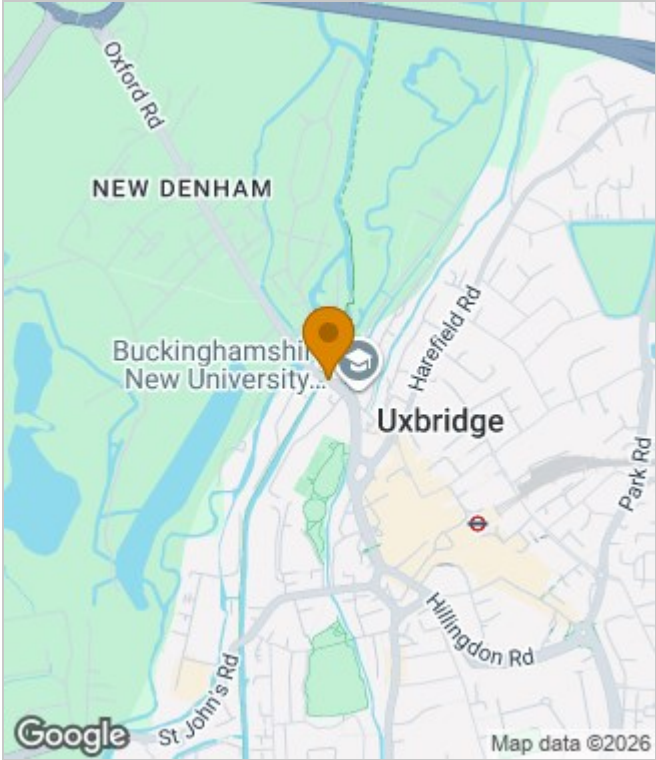 Oxford Rd
NEW DENHAM
Harefield Rd
Buckinghamshi
New University...
Uxbridge
Park Rd
Hillingdon Rd
St John's Rd
Google
Map data ©2026